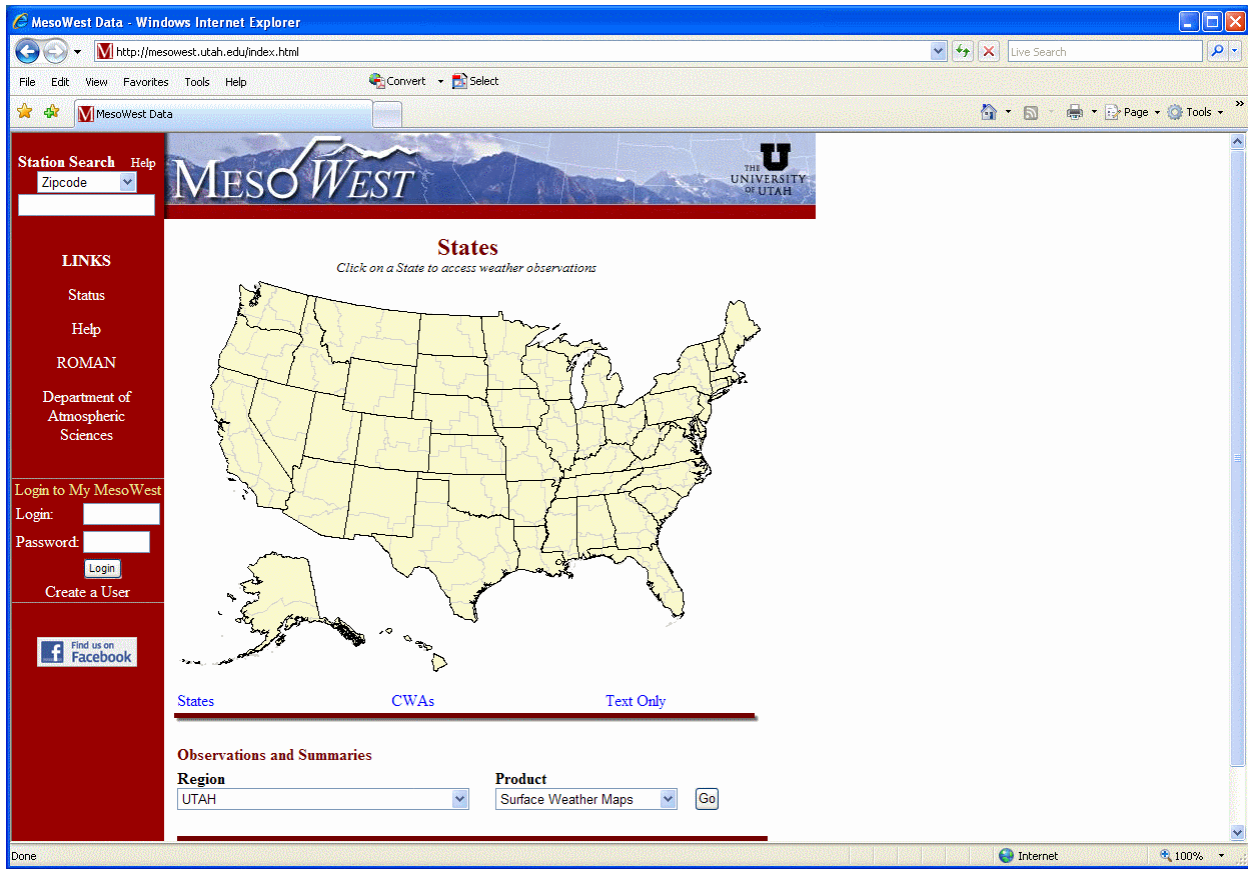 MesoWest Data - Windows Internet Explorer
http://mesowest.utah.edu/index.html
Live Search
File Edit View Favorites Tools Help
Convert Select
MesoWest Data
Page Tools
Station Search Help
Zipcode
MESO WEST
THE
UNIVERSITY
OF UTAH
LINKS
Status
Help
ROMAN
Department of
Atmospheric
Sciences
Login to My MesoWest
Login:
Password:
Login
Create a User
Find us on
Facebook
States
Click on a State to access weather observations
States CWAs Text Only
Observations and Summaries
Region Product
UTAH Surface Weather Maps Go
Done Internet 100%